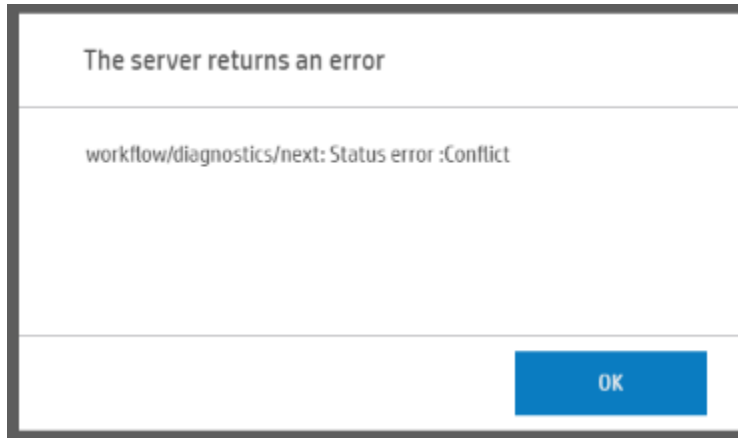 The server returns an error
workflow/diagnostics/next: Status error :Conflict
OK